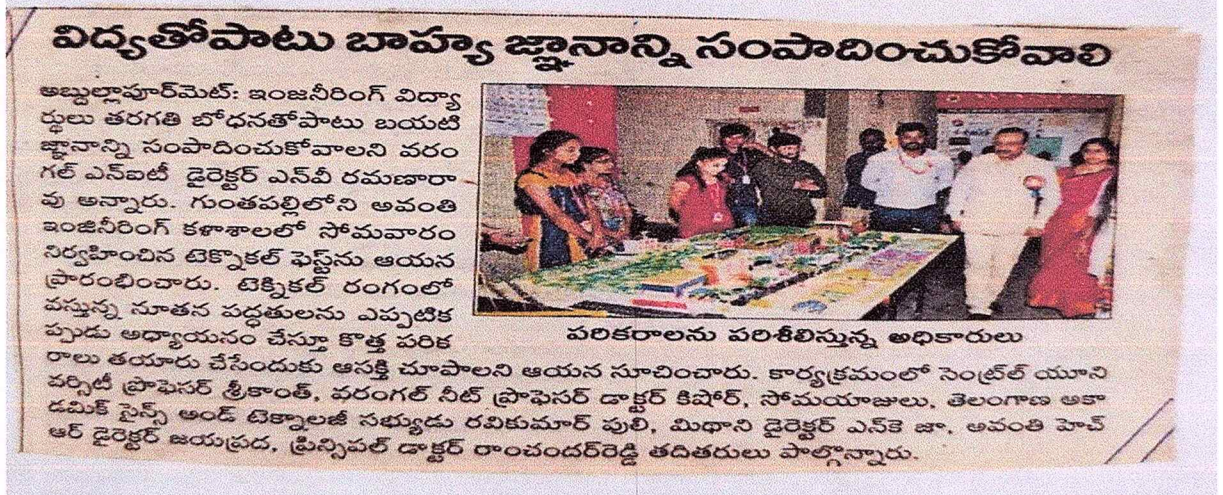 విద్యతోపాటు బాహ్య జ్ఞానాన్ని సంపాదించుకోవాలి
అబ్దుల్లాపూర్‌మెట్: ఇంజనీరింగ్ విద్యా
ర్థులు తరగతి బోధనతోపాటు బయటి
జ్ఞానాన్ని సంపాదించుకోవాలని వరం
గల్ ఎన్ఐటీ డైరెక్టర్ ఎన్‌వీ రమణారా
వు అన్నారు. గుంతపల్లిలోని అవంతి
ఇంజినీరింగ్ కళాశాలలో సోమవారం
నిర్వహించిన టెక్నొకల్ ఫెస్ట్‌ను ఆయన
ప్రారంభించారు. టెక్నికల్ రంగంలో
వస్తున్న నూతన పద్ధతులను ఎప్పటిక
ప్పుడు అధ్యాయనం చేస్తూ కొత్త పరిక
రాలు తయారు చేసేందుకు ఆసక్తి చూపాలని ఆయన సూచించారు. కార్యక్రమంలో సెంట్రల్ యూని
వర్సిటీ ప్రొఫెసర్ శ్రీకాంత్, వరంగల్ నీట్ ప్రొఫెసర్ డాక్టర్ కిషోర్, సోమయాజులు, తెలంగాణ అకా
డమిక్ సైన్స్ అండ్ టెక్నాలజీ సభ్యుడు రవికుమార్ పులి, మిథాని డైరెక్టర్ ఎన్‌కె జా, అవంతి హెచ్
ఆర్ డైరెక్టర్ జయప్రద, ప్రిన్సిపల్ డాక్టర్ రాంచందర్‌రెడ్డి తదితరులు పాల్గొన్నారు.
పరికరాలను పరిశీలిస్తున్న అధికారులు